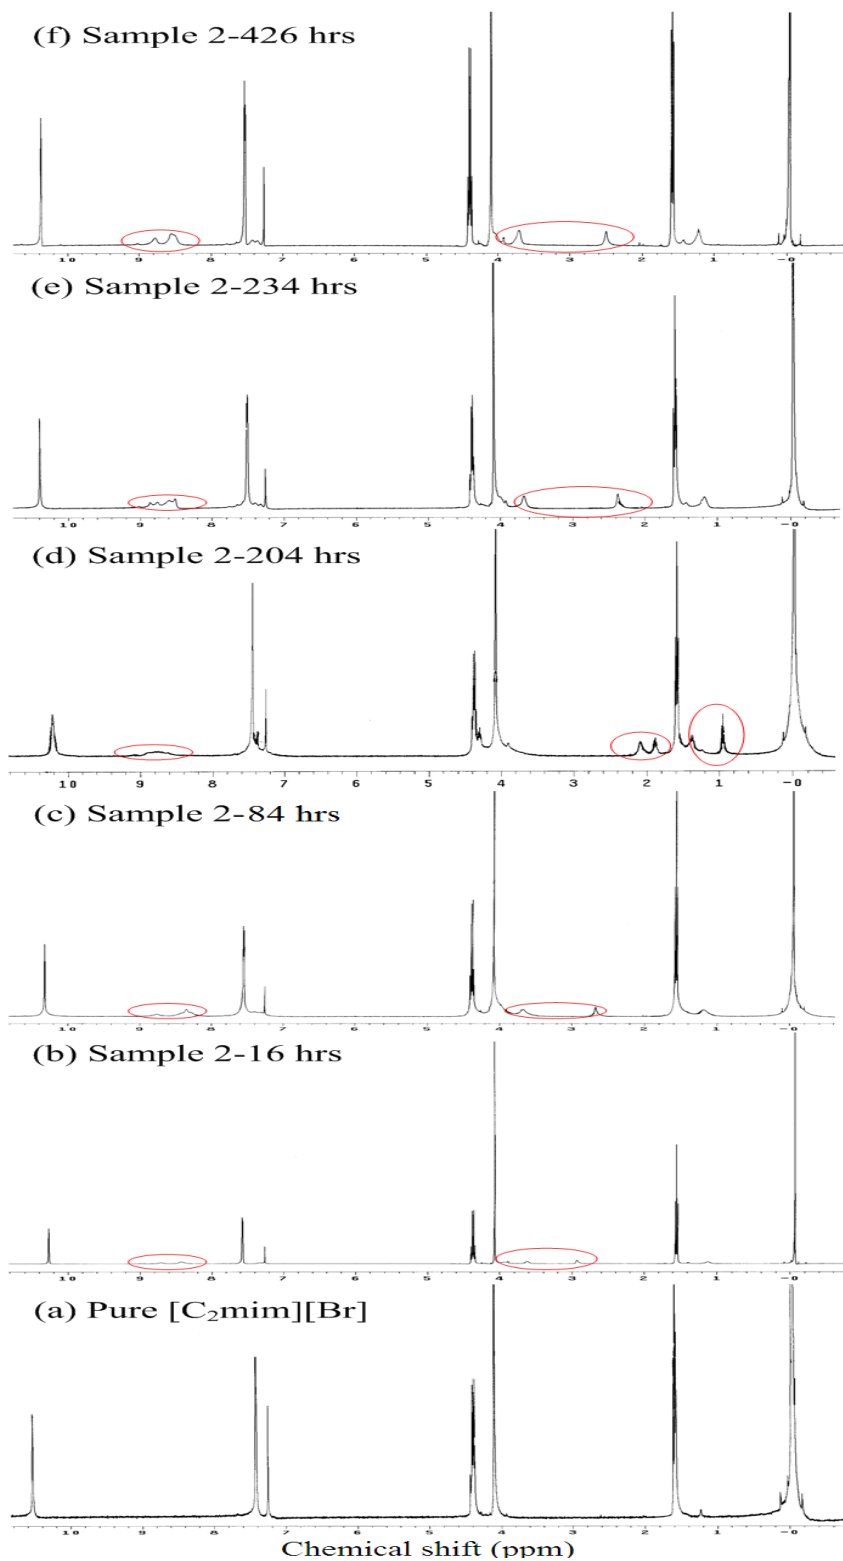 (f) Sample 2-426 hrs
10 9 8 7 6 5 4 3 2 1 -0
(e) Sample 2-234 hrs
10 9 8 7 6 5 4 3 2 1 -0
(d) Sample 2-204 hrs
10 9 8 7 6 5 4 3 2 1 -0
(c) Sample 2-84 hrs
10 9 8 7 6 5 4 3 2 1 -0
(b) Sample 2-16 hrs
10 9 8 7 6 5 4 3 2 1 -0
(a) Pure [C₂mim][Br]
10 9 8 7 6 5 4 3 2 1 -0
Chemical shift (ppm)